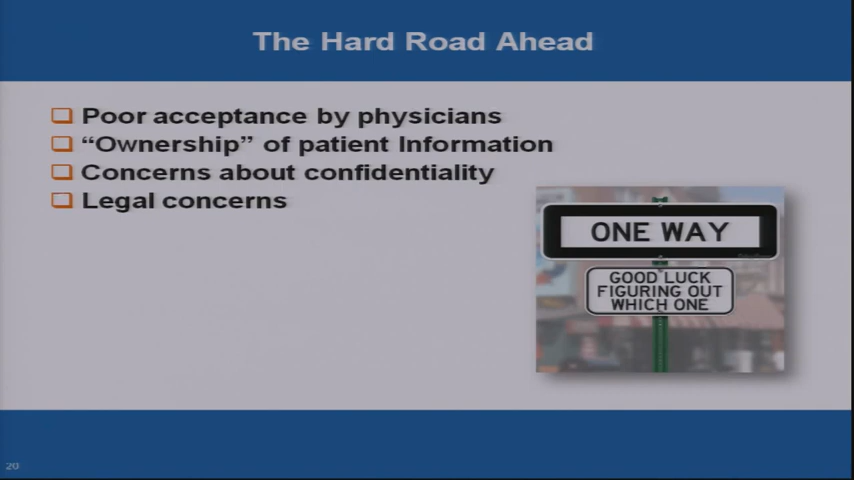 The Hard Road Ahead
Poor acceptance by physicians
“Ownership” of patient Information
Concerns about confidentiality
Legal concerns
ONE WAY
GOOD LUCK
FIGURING OUT
WHICH ONE
20